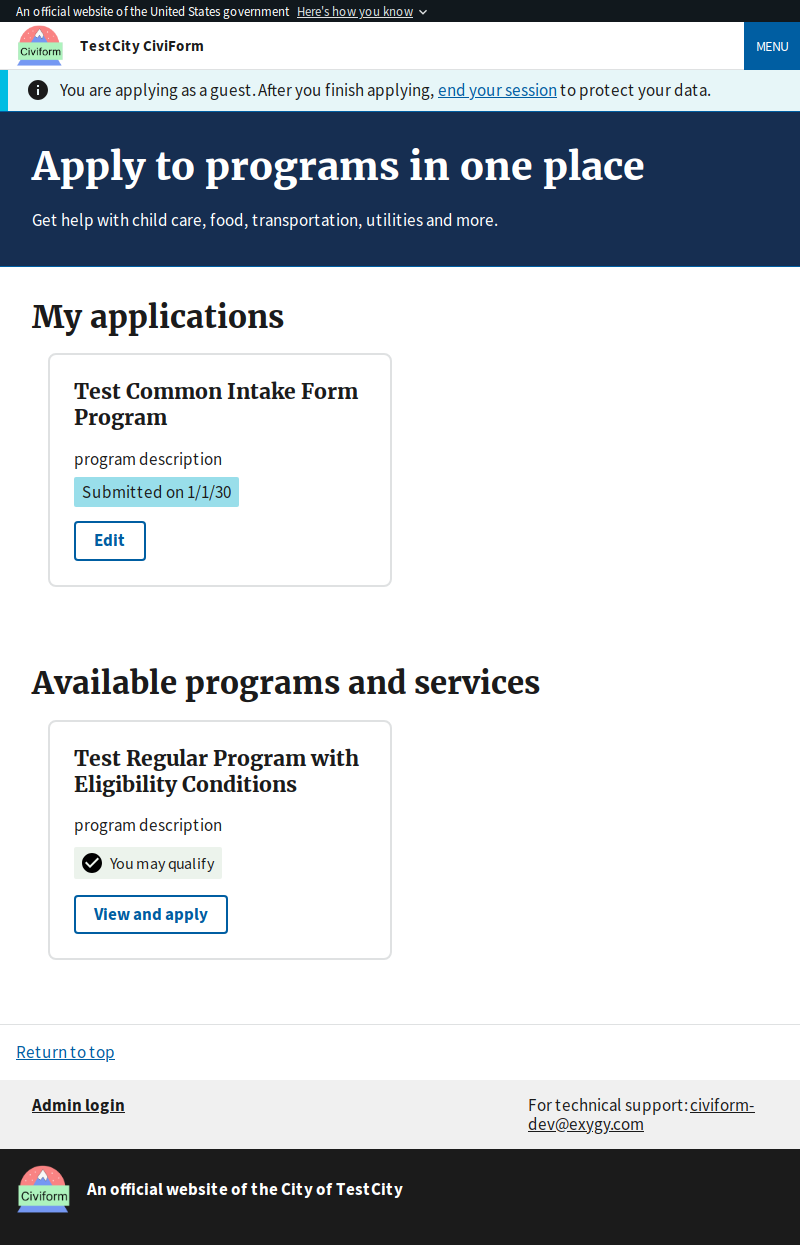 An official website of the United States government Here's how you know
Civiform
TestCity CiviForm
MENU
You are applying as a guest. After you finish applying, end your session to protect your data.
Apply to programs in one place
Get help with child care, food, transportation, utilities and more.
My applications
Test Common Intake Form
Program
program description
Submitted on 1/1/30
Edit
Available programs and services
Test Regular Program with
Eligibility Conditions
program description
You may qualify
View and apply
Return to top
Admin login
For technical support: civiform-
dev@exygy.com
Civiform
An official website of the City of TestCity